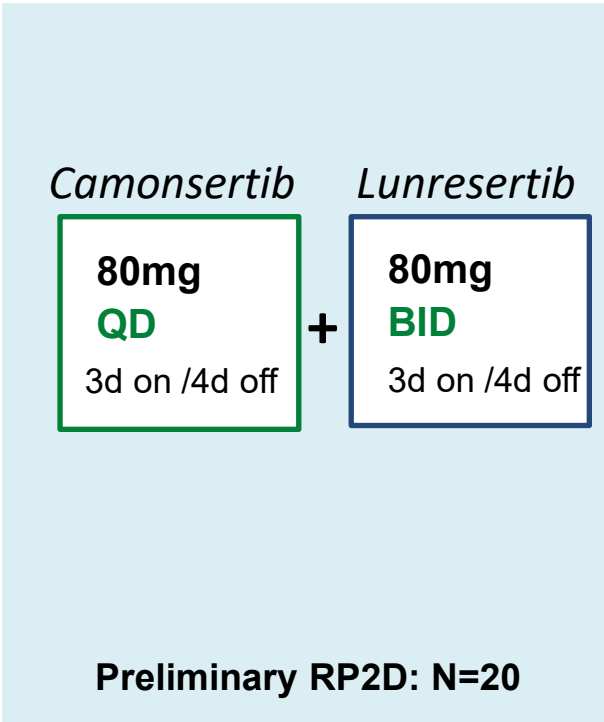 Camonsertib
80mg
QD
3d on /4d off
+
Lunresertib
80mg
BID
3d on /4d off
Preliminary RP2D: N=20